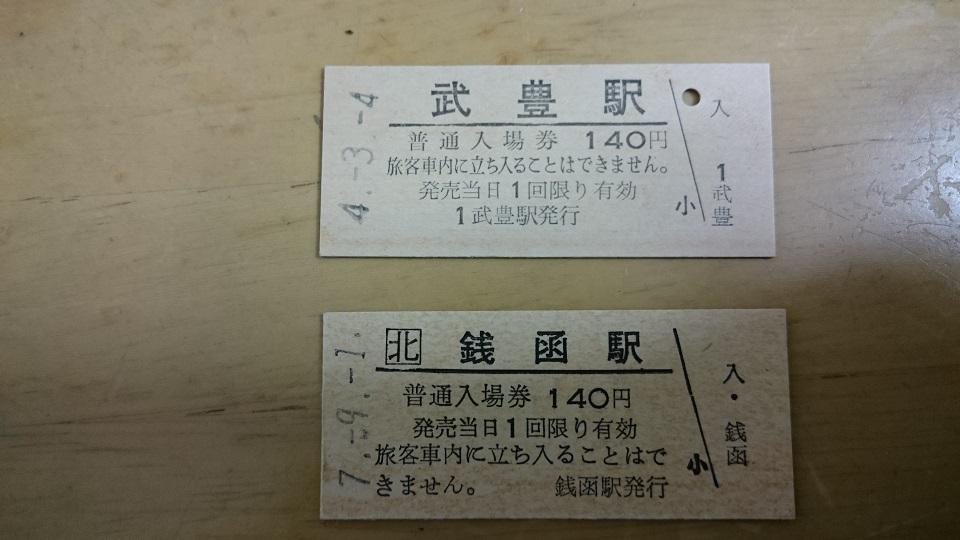 武豊駅
普通入場券 140円
旅客車内に立ち入ることはできません。
発売当日1回限り有効
1武豊駅発行
小
入
1武豊
4.-3.-4
北 銭函駅
普通入場券 140円
発売当日1回限り有効
旅客車内に立ち入ることはで
きません。 銭函駅発行
小
入・銭函
7.-9.-1.